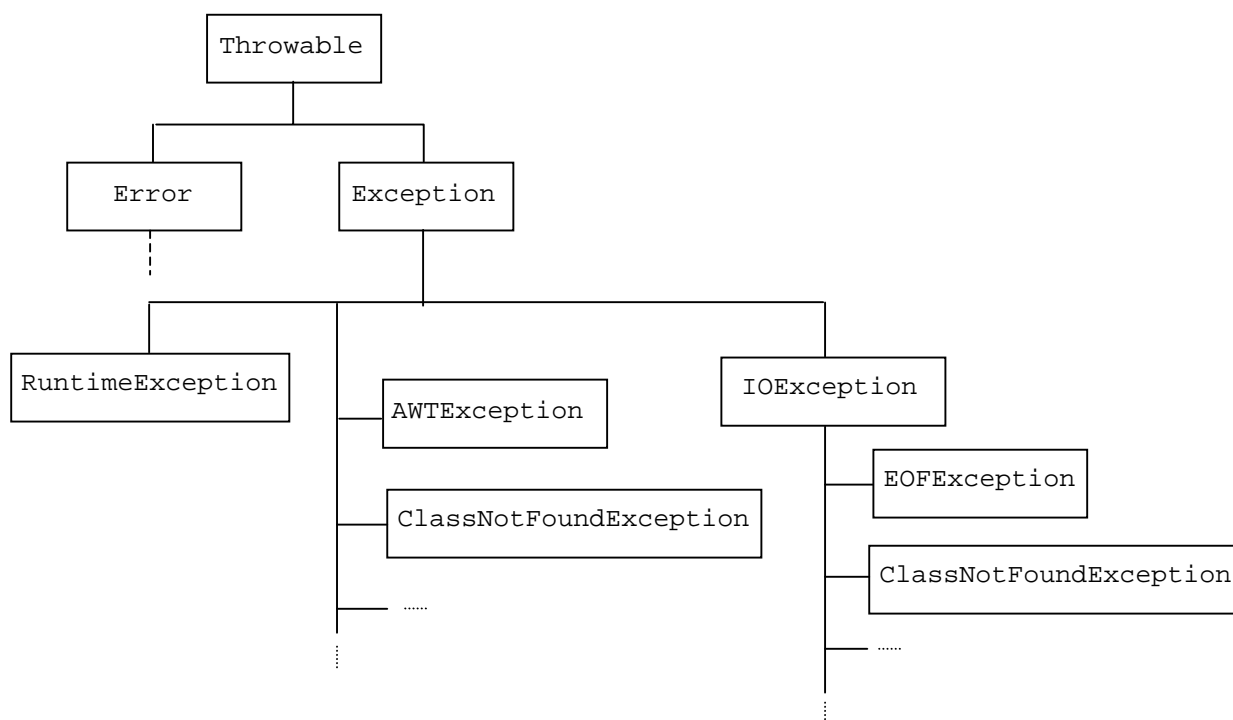 Throwable
Error
Exception
RuntimeException
AWTException
IOException
EOFException
ClassNotFoundException
ClassNotFoundException
......
......